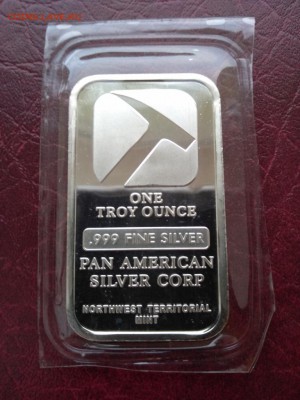 ONE
TROY OUNCE
.999 FINE SILVER
PAN AMERICAN
SILVER CORP
NORTHWEST TERRITORIAL
MINT